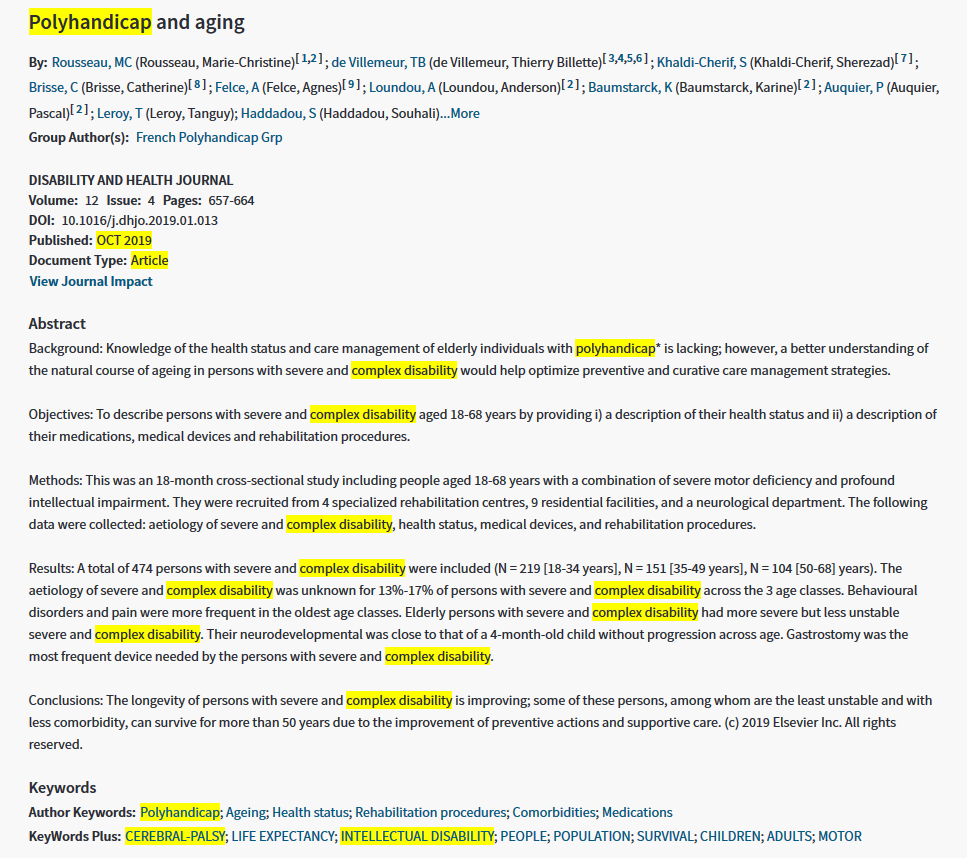 Polyhandicap and aging
By: Rousseau, MC (Rousseau, Marie-Christine)[ 1,2 ] ; de Villemeur, TB (de Villemeur, Thierry Billette)[ 3,4,5,6 ] ; Khaldi-Cherif, S (Khaldi-Cherif, Sherezad)[ 7 ] ;
Brisse, C (Brisse, Catherine)[ 8 ] ; Felce, A (Felce, Agnes)[ 9 ] ; Loundou, A (Loundou, Anderson)[ 2 ] ; Baumstarck, K (Baumstarck, Karine)[ 2 ] ; Auquier, P (Auquier,
Pascal)[ 2 ] ; Leroy, T (Leroy, Tanguy); Haddadou, S (Haddadou, Souhali)...More
Group Author(s): French Polyhandicap Grp
DISABILITY AND HEALTH JOURNAL
Volume: 12 Issue: 4 Pages: 657-664
DOI: 10.1016/j.dhjo.2019.01.013
Published: OCT 2019
Document Type: Article
View Journal Impact
Abstract
Background: Knowledge of the health status and care management of elderly individuals with polyhandicap* is lacking; however, a better understanding of
the natural course of ageing in persons with severe and complex disability would help optimize preventive and curative care management strategies.
Objectives: To describe persons with severe and complex disability aged 18-68 years by providing i) a description of their health status and ii) a description of
their medications, medical devices and rehabilitation procedures.
Methods: This was an 18-month cross-sectional study including people aged 18-68 years with a combination of severe motor deficiency and profound
intellectual impairment. They were recruited from 4 specialized rehabilitation centres, 9 residential facilities, and a neurological department. The following
data were collected: aetiology of severe and complex disability, health status, medical devices, and rehabilitation procedures.
Results: A total of 474 persons with severe and complex disability were included (N = 219 [18-34 years], N = 151 [35-49 years], N = 104 [50-68] years). The
aetiology of severe and complex disability was unknown for 13%-17% of persons with severe and complex disability across the 3 age classes. Behavioural
disorders and pain were more frequent in the oldest age classes. Elderly persons with severe and complex disability had more severe but less unstable
severe and complex disability. Their neurodevelopmental was close to that of a 4-month-old child without progression across age. Gastrostomy was the
most frequent device needed by the persons with severe and complex disability.
Conclusions: The longevity of persons with severe and complex disability is improving; some of these persons, among whom are the least unstable and with
less comorbidity, can survive for more than 50 years due to the improvement of preventive actions and supportive care. (c) 2019 Elsevier Inc. All rights
reserved.
Keywords
Author Keywords: Polyhandicap; Ageing; Health status; Rehabilitation procedures; Comorbidities; Medications
KeyWords Plus: CEREBRAL-PALSY; LIFE EXPECTANCY; INTELLECTUAL DISABILITY; PEOPLE; POPULATION; SURVIVAL; CHILDREN; ADULTS; MOTOR